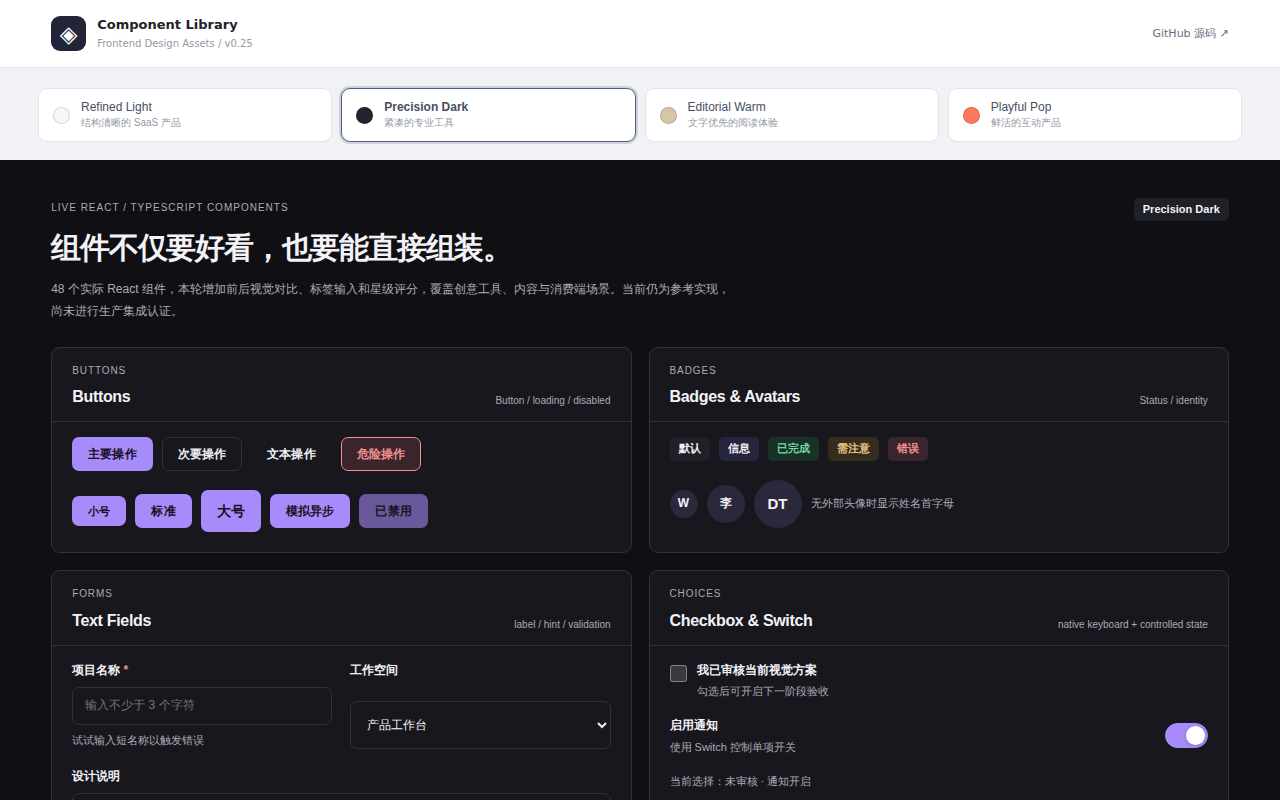 ◈
Component Library
Frontend Design Assets / v0.25
GitHub 源码 ↗
Refined Light
结构清晰的 SaaS 产品
Precision Dark
紧凑的专业工具
Editorial Warm
文字优先的阅读体验
Playful Pop
鲜活的互动产品
LIVE REACT / TYPESCRIPT COMPONENTS
Precision Dark
组件不仅要好看，也要能直接组装。
48 个实际 React 组件，本轮增加前后视觉对比、标签输入和星级评分，覆盖创意工具、内容与消费端场景。当前仍为参考实现，
尚未进行生产集成认证。
BUTTONS
Buttons
Button / loading / disabled
主要操作 次要操作 文本操作 危险操作
小号 标准 大号 模拟异步 已禁用
BADGES
Badges & Avatars
Status / identity
默认 信息 已完成 需注意 错误
W 李 DT 无外部头像时显示姓名首字母
FORMS
Text Fields
label / hint / validation
项目名称 *
输入不少于 3 个字符
试试输入短名称以触发错误
工作空间
产品工作台
设计说明
CHOICES
Checkbox & Switch
native keyboard + controlled state
我已审核当前视觉方案
勾选后可开启下一阶段验收
启用通知
使用 Switch 控制单项开关
当前选择：未审核 · 通知开启